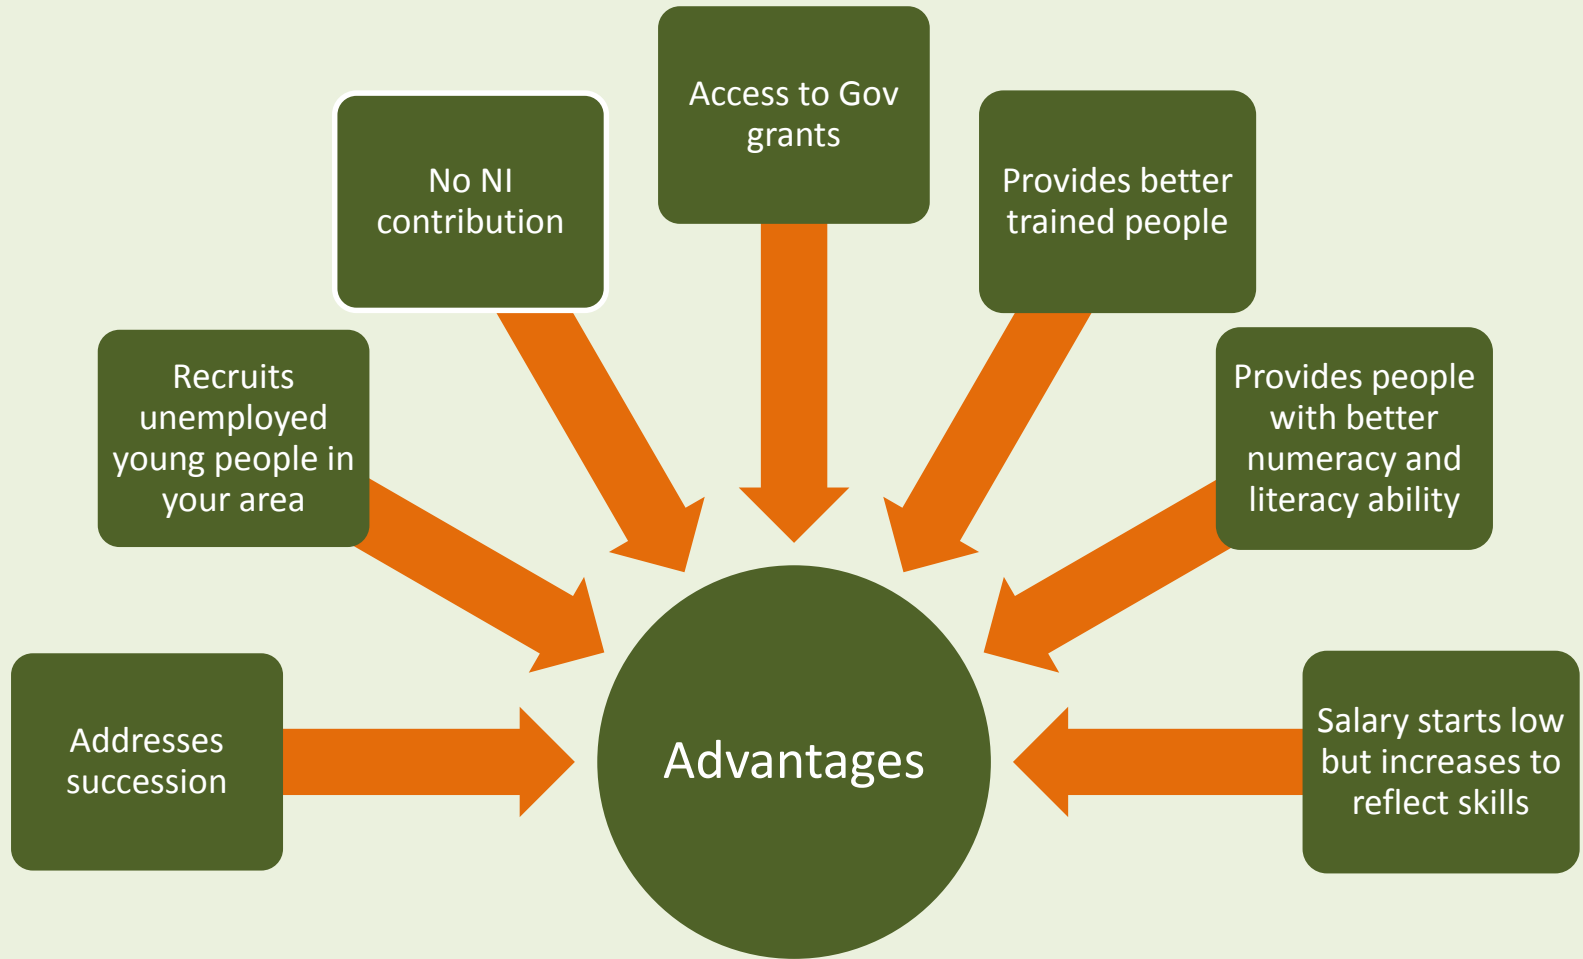 Addresses
succession
Recruits
unemployed
young people in
your area
No NI
contribution
Access to Gov
grants
Provides better
trained people
Provides people
with better
numeracy and
literacy ability
Salary starts low
but increases to
reflect skills
Advantages